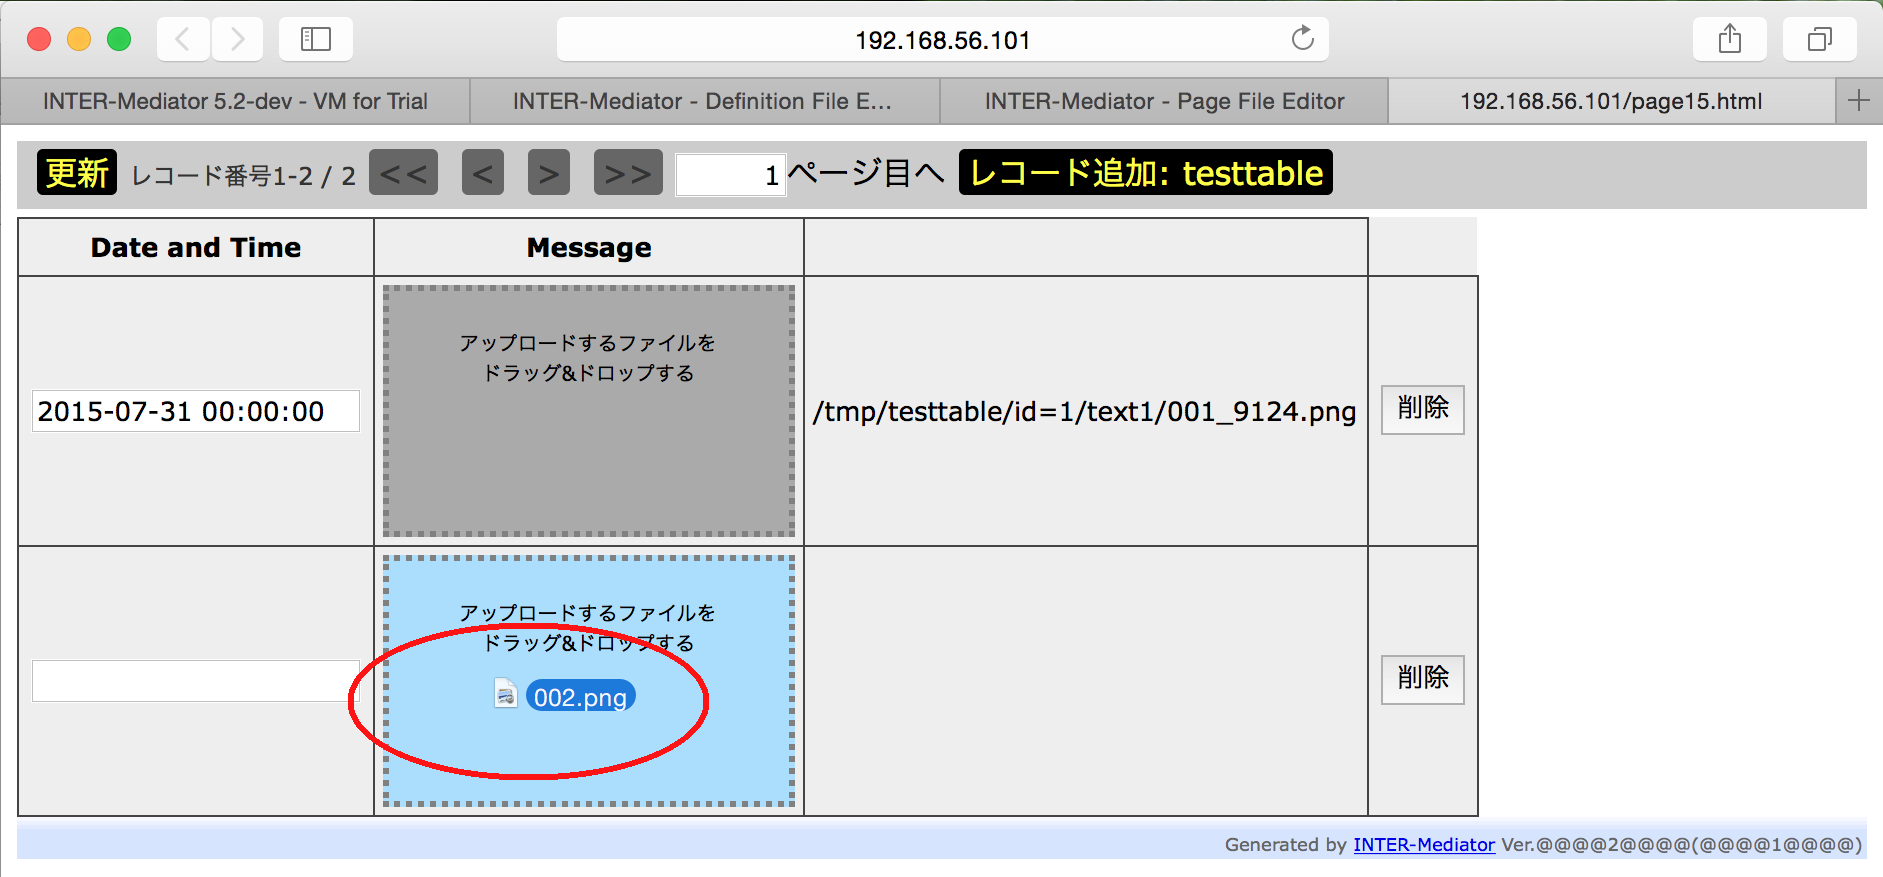 192.168.56.101
INTER-Mediator 5.2-dev - VM for Trial
INTER-Mediator - Definition File E...
INTER-Mediator - Page File Editor
192.168.56.101/page15.html
更新 レコード番号1-2 / 2 << < > >> 1 ページ目へ レコード追加: testtable
Date and Time
Message
2015-07-31 00:00:00
アップロードするファイルを
ドラッグ&ドロップする
/tmp/testtable/id=1/text1/001_9124.png
削除
アップロードするファイルを
ドラッグ&ドロップする
002.png
削除
Generated by INTER-Mediator Ver.@@@@2@@@@(@@@@1@@@@)